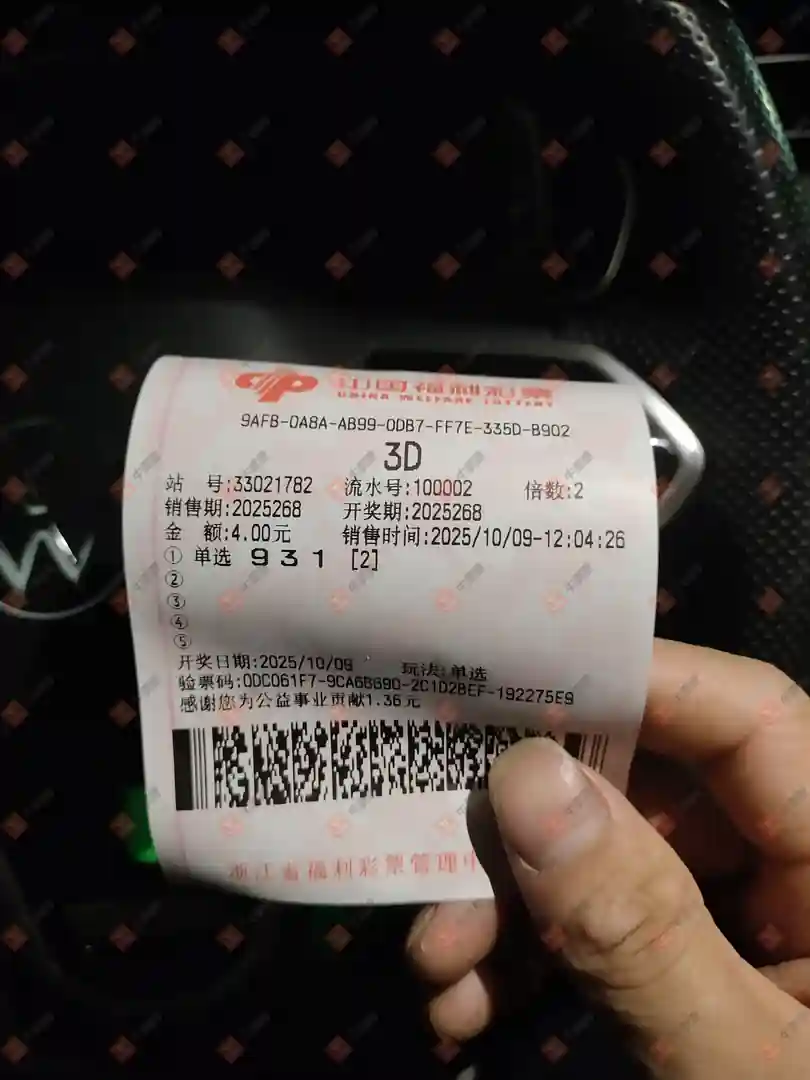 中国福利彩票
CHINA WELFARE LOTTERY
9AFB-0A8A-AB99-0DB7-FF7E-335D-B902
3D
站 号:33021782 流水号:100002 倍数:2
销售期:2025268 开奖期:2025268
金 额:4.00元 销售时间:2025/10/09-12:04:26
① 单选 9 3 1 [2]
②
③
④
⑤
开奖日期:2025/10/09 玩法:单选
验票码:0DC061F7-9CA6B690-2C1D2BEF-192275E9
感谢您为公益事业贡献1.36元
浙江省福利彩票管理中